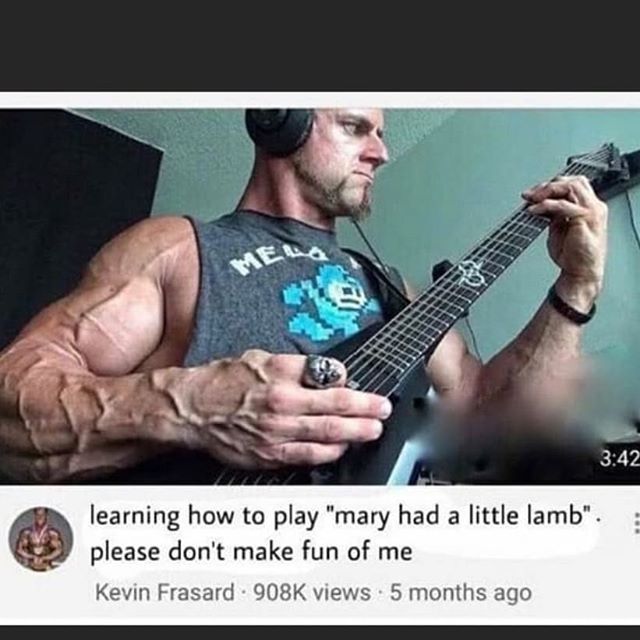 3:42
learning how to play "mary had a little lamb".
please don't make fun of me
Kevin Frasard · 908K views · 5 months ago